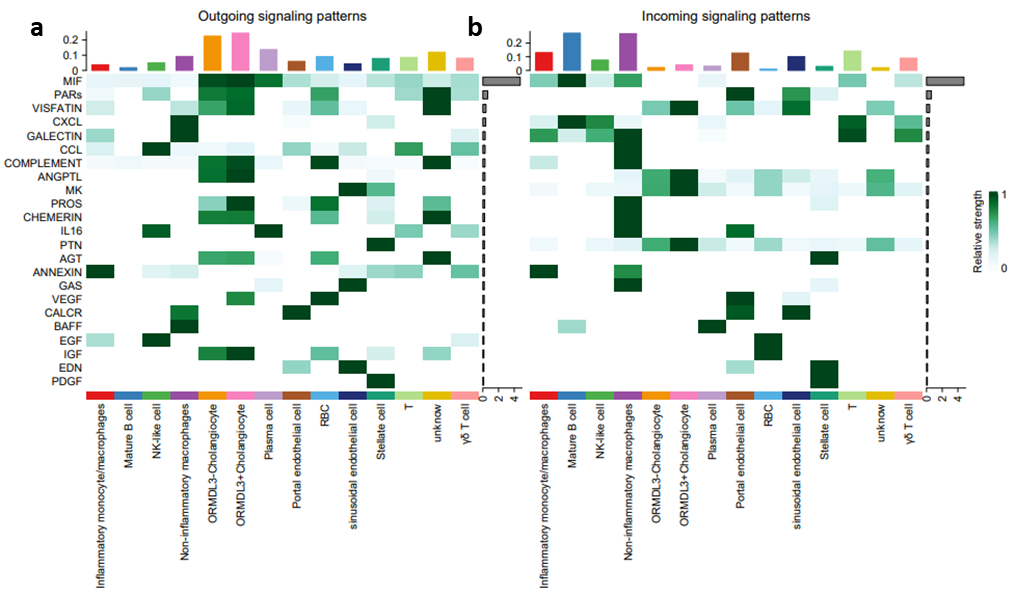 a
Outgoing signaling patterns
0.2
0.1
0
MIF
PARs
VISFATIN
CXCL
GALECTIN
CCL
COMPLEMENT
ANGPTL
MK
PROS
CHEMERIN
IL16
PTN
AGT
ANNEXIN
GAS
VEGF
CALCR
BAFF
EGF
IGF
EDN
PDGF
0 2 4
Inflammatory monocyte/macrophages
Mature B cell
NK-like cell
Non-inflammatory macrophages
ORMDL3-Cholangiocyte
ORMDL3+Cholangiocyte
Plasma cell
Portal endothelial cell
RBC
sinusoidal endothelial cell
Stellate cell
T
unknow
γδ T cell
b
Incoming signaling patterns
0.2
0.1
0
0 2 4
Inflammatory monocyte/macrophages
Mature B cell
NK-like cell
Non-inflammatory macrophages
ORMDL3-Cholangiocyte
ORMDL3+Cholangiocyte
Plasma cell
Portal endothelial cell
RBC
sinusoidal endothelial cell
Stellate cell
T
unknow
γδ T cell
Relative strength
1
0